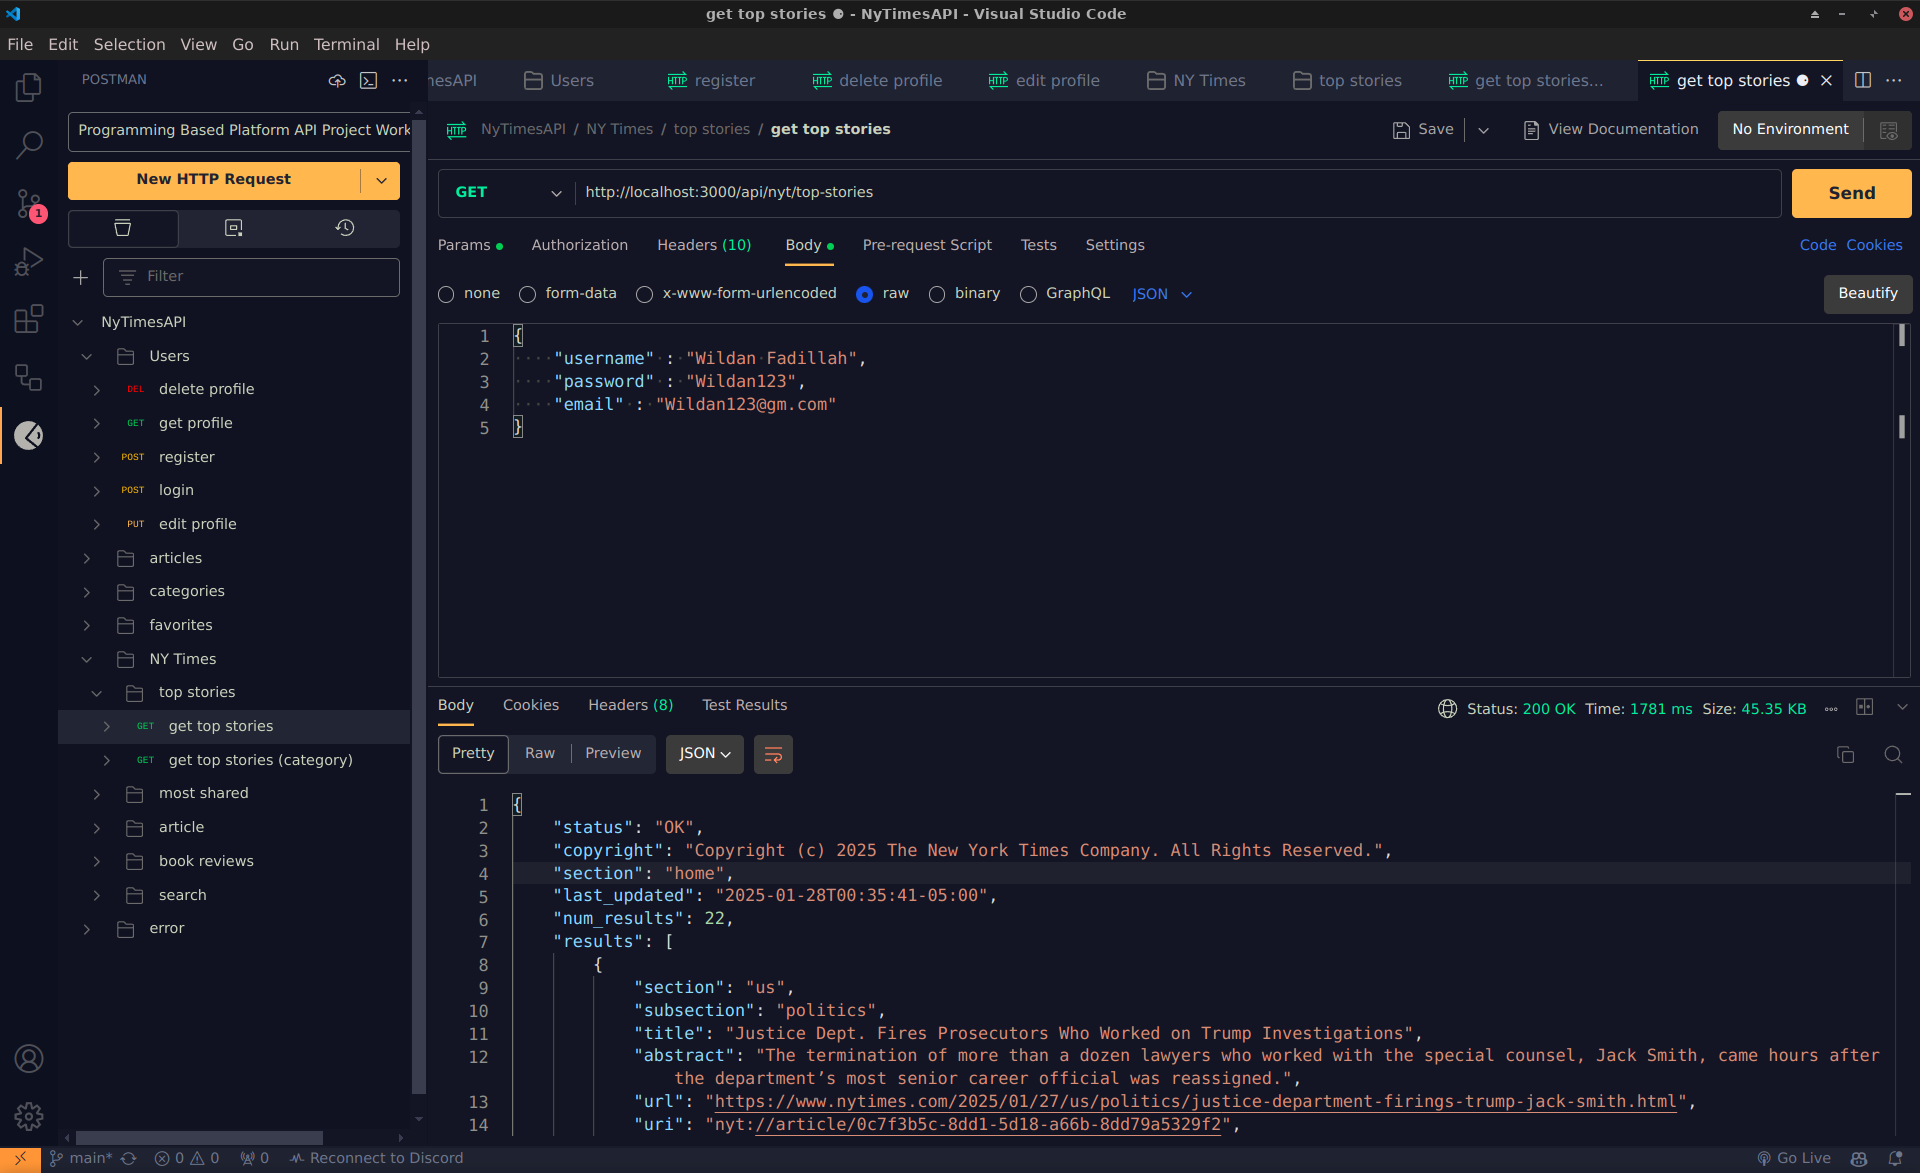 get top stories ● - NyTimesAPI - Visual Studio Code
File Edit Selection View Go Run Terminal Help
POSTMAN
Programming Based Platform API Project Work
New HTTP Request
Filter
NyTimesAPI
Users
DEL delete profile
GET get profile
POST register
POST login
PUT edit profile
articles
categories
favorites
NY Times
top stories
GET get top stories
GET get top stories (category)
most shared
article
book reviews
search
error
1
nesAPI Users HTTP register HTTP delete profile HTTP edit profile NY Times top stories HTTP get top stories... HTTP get top stories
HTTP NyTimesAPI / NY Times / top stories / get top stories
Save View Documentation No Environment
GET http://localhost:3000/api/nyt/top-stories Send
Params Authorization Headers (10) Body Pre-request Script Tests Settings Code Cookies
none form-data x-www-form-urlencoded raw binary GraphQL JSON Beautify
1 {
2 ····"username"·:·"Wildan·Fadillah",
3 ····"password"·:·"Wildan123",
4 ····"email"·:·"Wildan123@gm.com"
5 }
Body Cookies Headers (8) Test Results Status: 200 OK Time: 1781 ms Size: 45.35 KB
Pretty Raw Preview JSON
1 {
2 "status": "OK",
3 "copyright": "Copyright (c) 2025 The New York Times Company. All Rights Reserved.",
4 "section": "home",
5 "last_updated": "2025-01-28T00:35:41-05:00",
6 "num_results": 22,
7 "results": [
8 {
9 "section": "us",
10 "subsection": "politics",
11 "title": "Justice Dept. Fires Prosecutors Who Worked on Trump Investigations",
12 "abstract": "The termination of more than a dozen lawyers who worked with the special counsel, Jack Smith, came hours after
the department’s most senior career official was reassigned.",
13 "url": "https://www.nytimes.com/2025/01/27/us/politics/justice-department-firings-trump-jack-smith.html",
14 "uri": "nyt://article/0c7f3b5c-8dd1-5d18-a66b-8dd79a5329f2",
main* 0 0 0 Reconnect to Discord Go Live